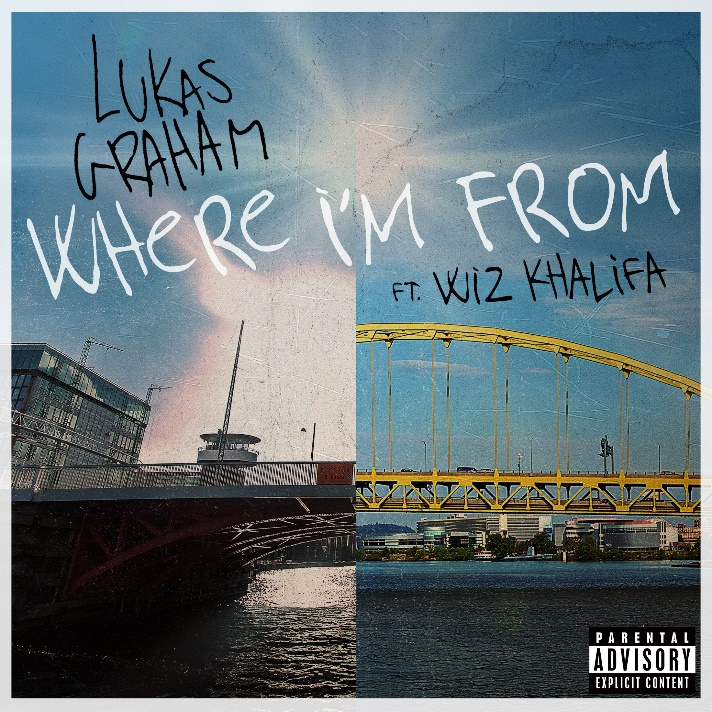 LUKAS
GRAHAM
WHERE I'M FROM
FT. WIZ KHALIFA
PARENTAL
ADVISORY
EXPLICIT CONTENT